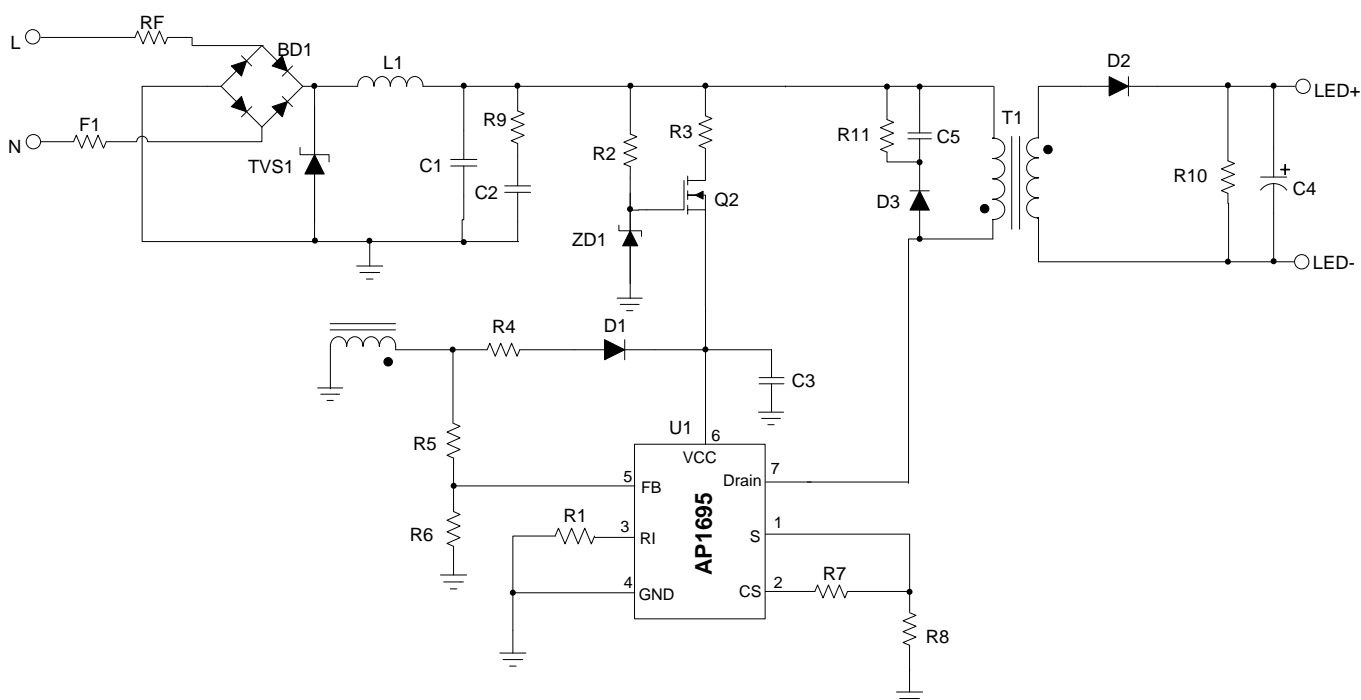 RF
L
BD1
L1
D2
LED+
F1
N
TVS1
C1
R9
C2
R2
R3
Q2
ZD1
R11
C5
D3
T1
R10
+
C4
LED-
R4
D1
C3
R5
U1
6
VCC
7
Drain
5
FB
R6
R1
3
RI
AP1695
1
S
4
GND
CS
2
R7
R8